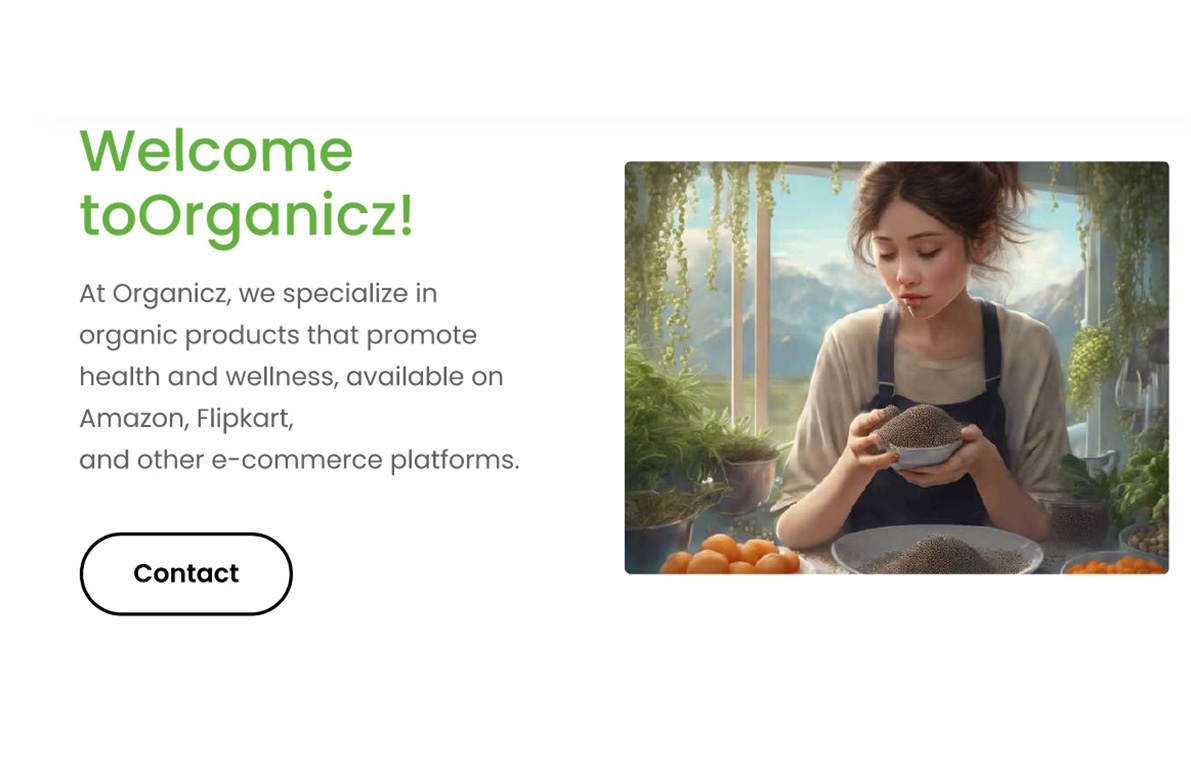 Welcome
toOrganicz!
At Organicz, we specialize in
organic products that promote
health and wellness, available on
Amazon, Flipkart,
and other e-commerce platforms.
Contact